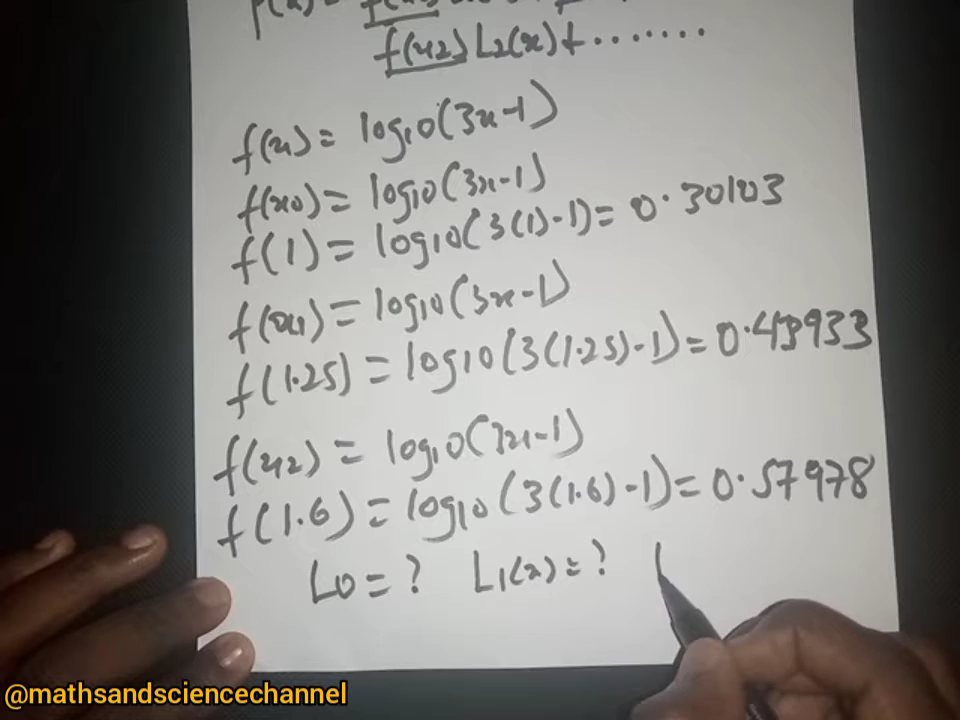 f(x2) L2(x) + .......
f(x) = log10(3x-1)
f(x0) = log10(3x-1)
f(1) = log10(3(1)-1) = 0.30103
f(x1) = log10(3x-1)
f(1.25) = log10(3(1.25)-1) = 0.43933
f(x2) = log10(3x-1)
f(1.6) = log10(3(1.6)-1) = 0.57978
L0 = ? L1(x) = ?
@mathsandsciencechannel